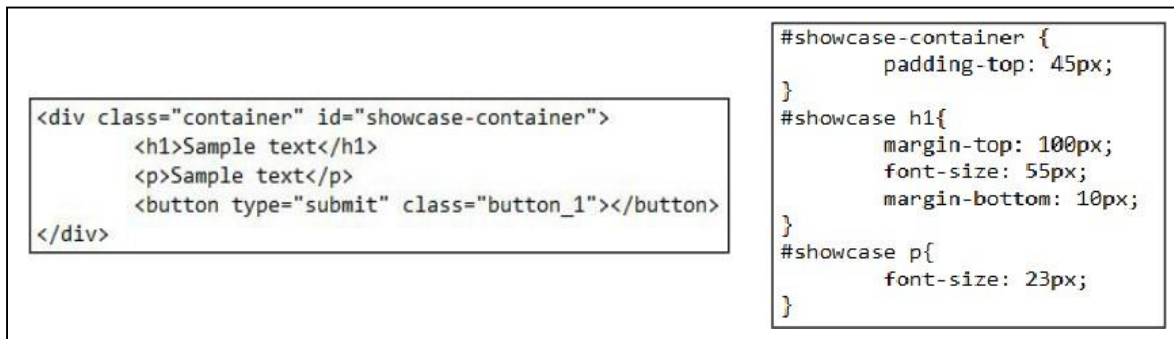 <div class="container" id="showcase-container">
<h1>Sample text</h1>
<p>Sample text</p>
<button type="submit" class="button_1"></button>
</div>
#showcase-container {
padding-top: 45px;
}
#showcase h1{
margin-top: 100px;
font-size: 55px;
margin-bottom: 10px;
}
#showcase p{
font-size: 23px;
}